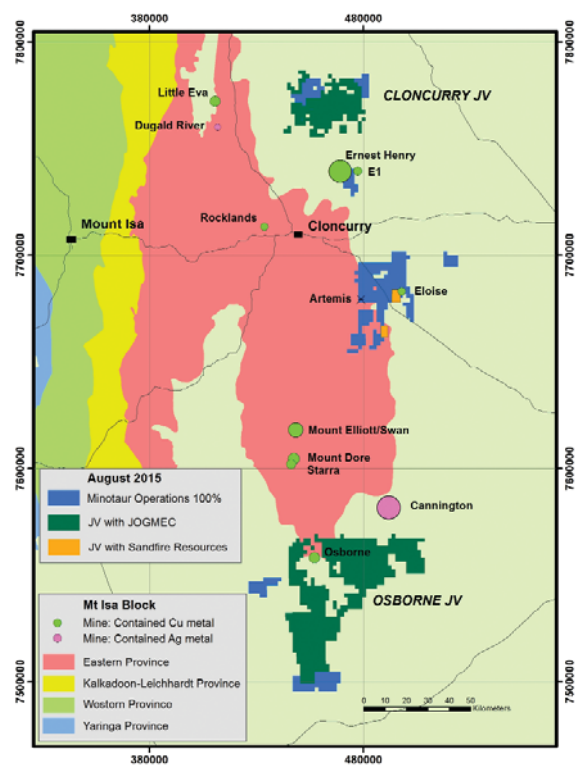 380000 480000
7800000 7800000
Little Eva
CLONCURRY JV
Dugald River
Ernest Henry
E1
Rocklands
Mount Isa Cloncurry
7700000 7700000
Artemis Eloise
Mount Elliott/Swan
Mount Dore
Starra
7600000 7600000
August 2015
Minotaur Operations 100%
JV with JOGMEC
JV with Sandfire Resources
Cannington
Osborne
OSBORNE JV
Mt Isa Block
Mine: Contained Cu metal
Mine: Contained Ag metal
Eastern Province
Kalkadoon-Leichhardt Province
Western Province
Yaringa Province
7500000 7500000
0 10 20 30 40 50
Kilometers
380000 480000